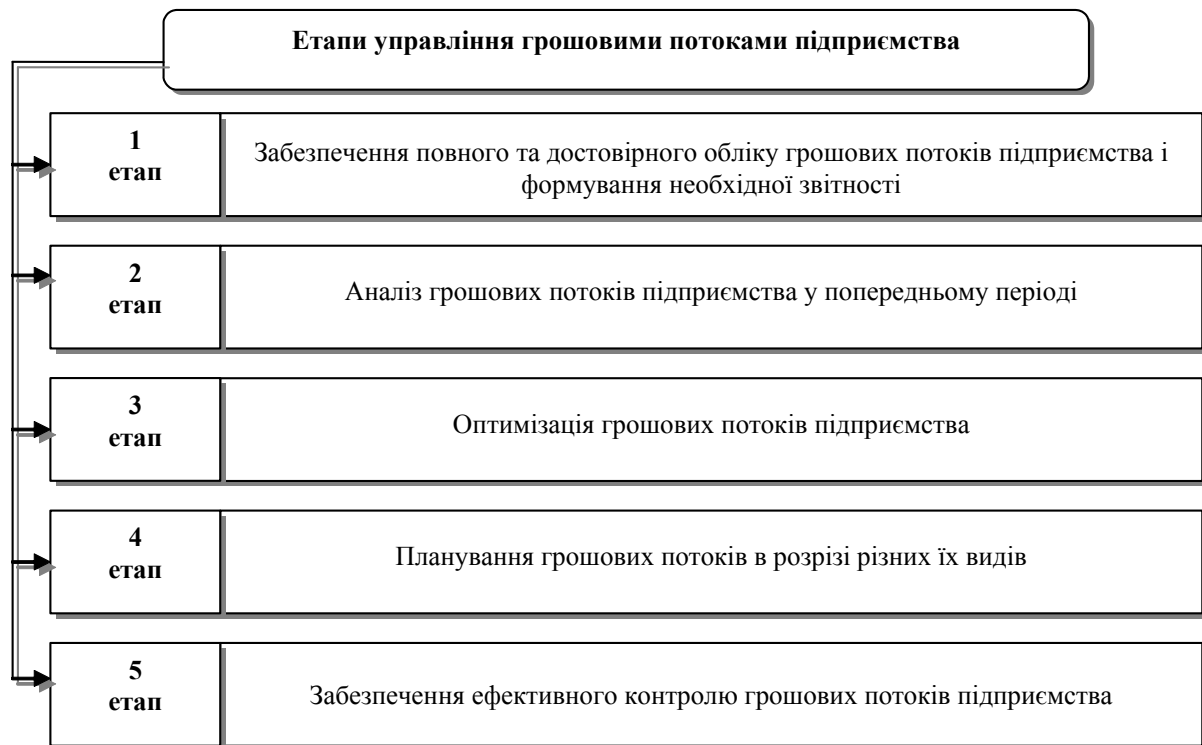 Етапи управління грошовими потоками підприємства
1
етап
Забезпечення повного та достовірного обліку грошових потоків підприємства і
формування необхідної звітності
2
етап
Аналіз грошових потоків підприємства у попередньому періоді
3
етап
Оптимізація грошових потоків підприємства
4
етап
Планування грошових потоків в розрізі різних їх видів
5
етап
Забезпечення ефективного контролю грошових потоків підприємства